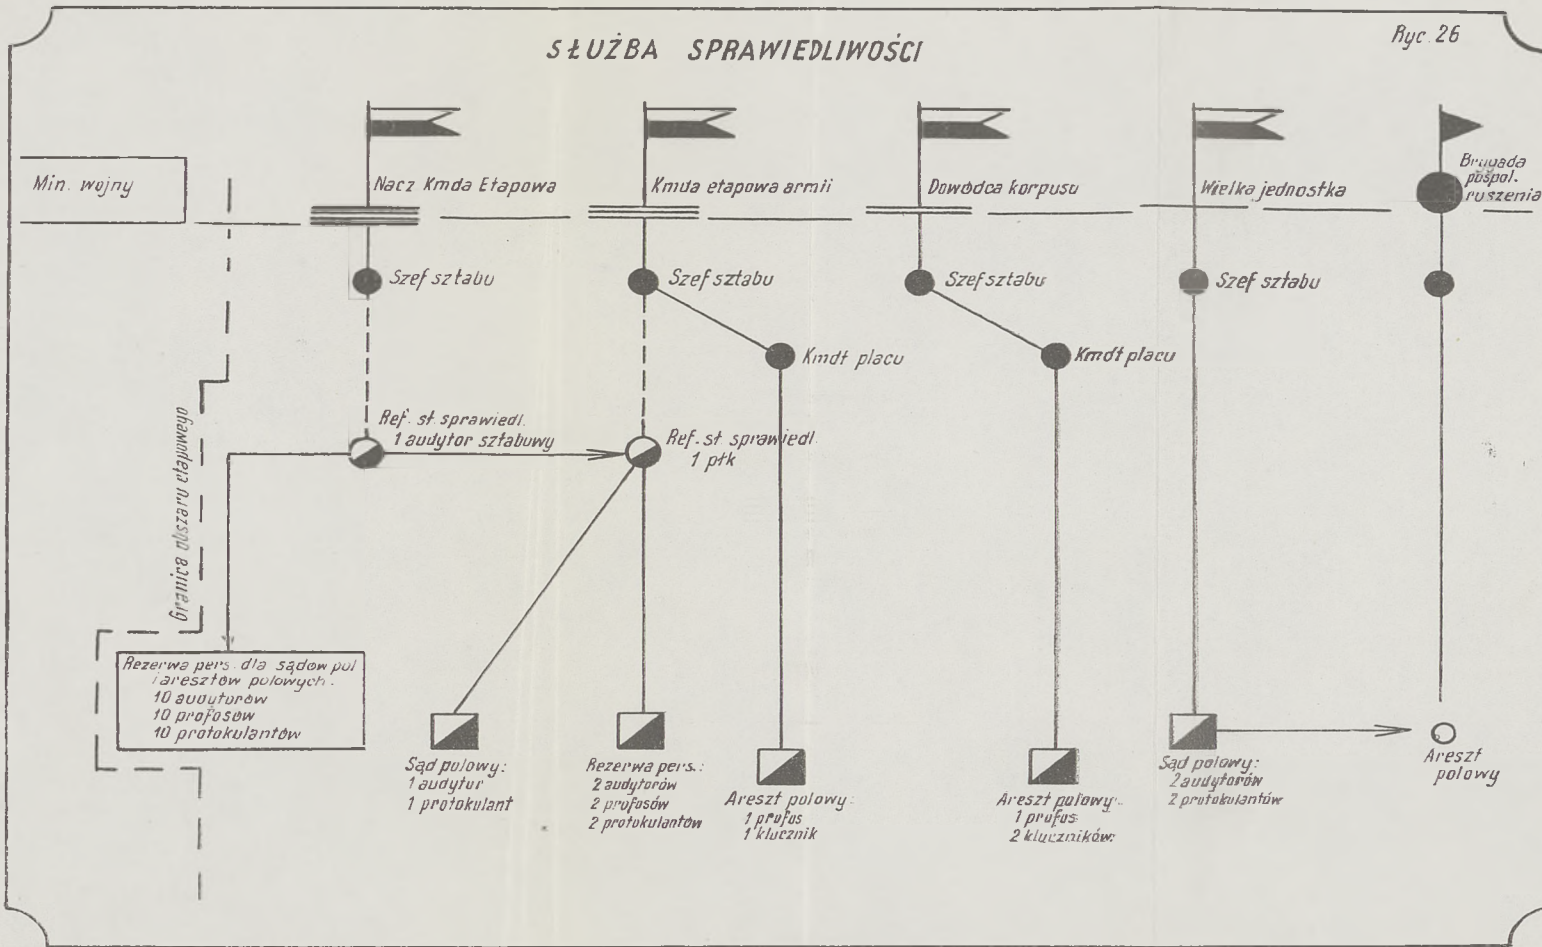 Ryc. 26
SŁUŻBA SPRAWIEDLIWOŚCI
Min. wojny
Nacz Kmda Etapowa
Kmda etapowa armii
Dowódca korpusu
Wielka jednostka
Brygada
pospol.
ruszenia
Szef sztabu
Szef sztabu
Szef sztabu
Szef sztabu
Kmdt placu
Kmdt placu
Ref. sł. sprawiedl.
1 audytor sztabowy
Ref. sł. sprawiedl.
1 płk
Granica obszaru etapowego
Rezerwa pers. dla sądów pol
i aresztów polowych:
10 audytorów
10 profosów
10 protokulantów
Sąd polowy:
1 audytor
1 protokulant
Rezerwa pers.:
2 audytorów
2 profosów
2 protokulantów
Areszt polowy:
1 profos
1 klucznik
Areszt polowy:
1 profos
2 kluczników
Sąd polowy:
2 audytorów
2 protokulantów
Areszt
polowy